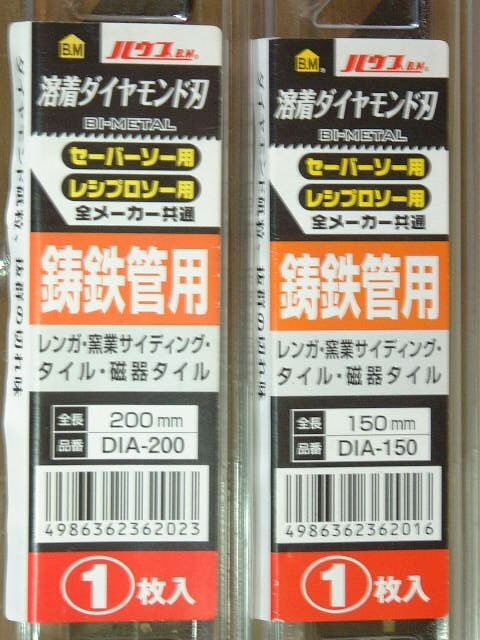 B.M ハウス B.M
溶着ダイヤモンド刃
BI-METAL
セーバーソー用
レシプロソー用
全メーカー共通
鋳鉄管用
レンガ・窯業サイディング・
タイル・磁器タイル
全長 200mm
品番 DIA-200
4986362362023
1枚入
B.M ハウス B.M
溶着ダイヤモンド刃
BI-METAL
セーバーソー用
レシプロソー用
全メーカー共通
鋳鉄管用
レンガ・窯業サイディング・
タイル・磁器タイル
全長 150mm
品番 DIA-150
4986362362016
1枚入